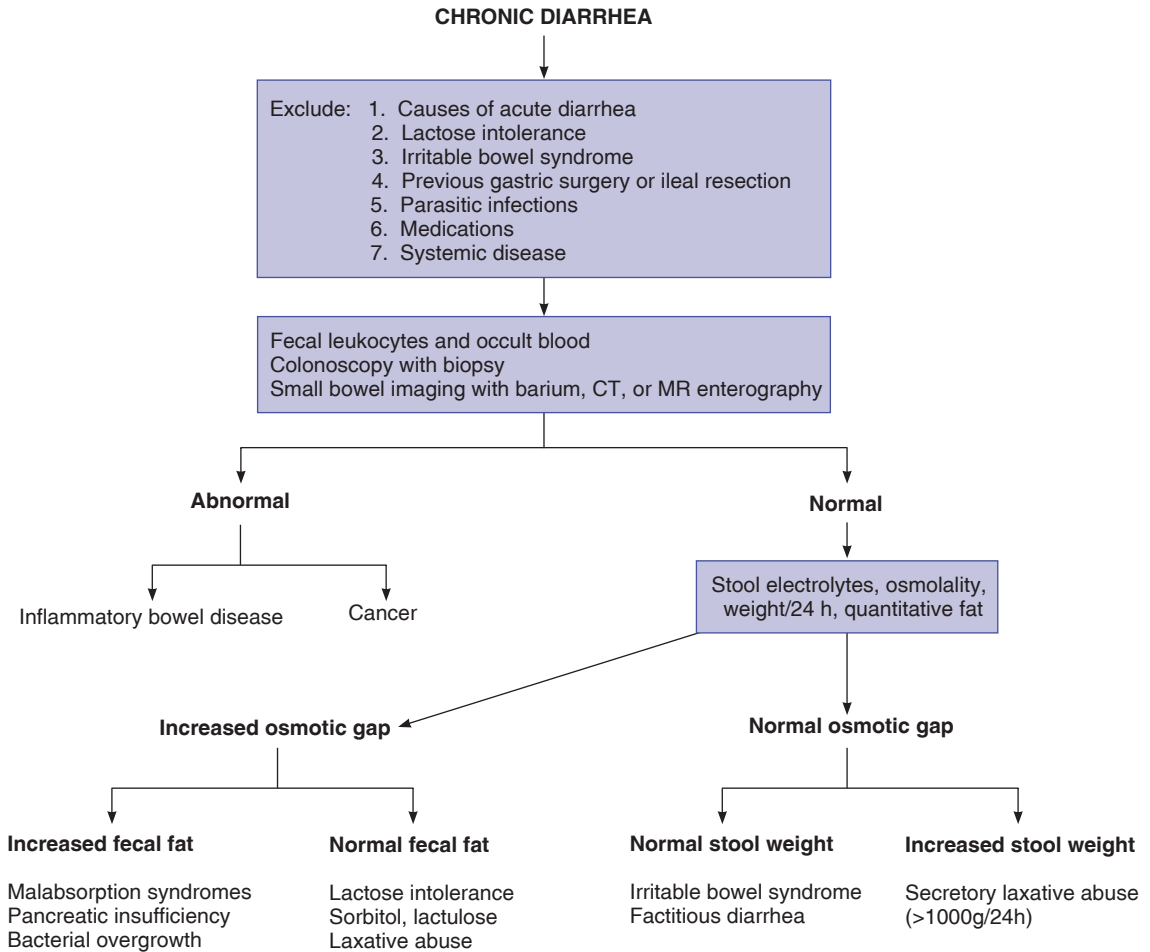 CHRONIC DIARRHEA
Exclude: 1. Causes of acute diarrhea
2. Lactose intolerance
3. Irritable bowel syndrome
4. Previous gastric surgery or ileal resection
5. Parasitic infections
6. Medications
7. Systemic disease
Fecal leukocytes and occult blood
Colonoscopy with biopsy
Small bowel imaging with barium, CT, or MR enterography
Abnormal
Normal
Inflammatory bowel disease
Cancer
Stool electrolytes, osmolality,
weight/24 h, quantitative fat
Increased osmotic gap
Normal osmotic gap
Increased fecal fat
Malabsorption syndromes
Pancreatic insufficiency
Bacterial overgrowth
Normal fecal fat
Lactose intolerance
Sorbitol, lactulose
Laxative abuse
Normal stool weight
Irritable bowel syndrome
Factitious diarrhea
Increased stool weight
Secretory laxative abuse
(>1000g/24h)